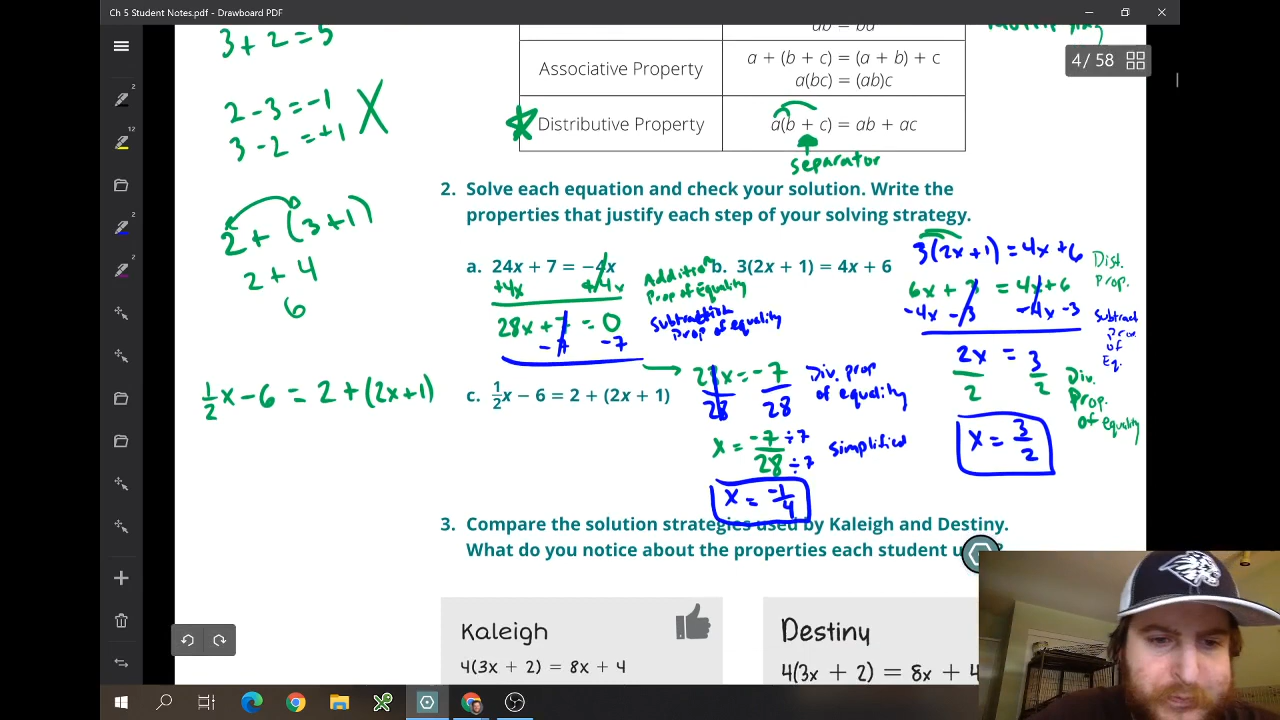 Ch 5 Student Notes.pdf - Drawboard PDF
4 / 58
3 + 2 = 5
2 - 3 = -1
3 - 2 = +1 X
2 + (3 + 1)
2 + 4
6
½x - 6 = 2 + (2x + 1)
ab = ba
Associative Property
a + (b + c) = (a + b) + c
a(bc) = (ab)c
Distributive Property
a(b + c) = ab + ac
separator
2. Solve each equation and check your solution. Write the
properties that justify each step of your solving strategy.
a. 24x + 7 = −4x
+4x +4x
Addition
Prop of Equality
28x + 7 = 0
-7 -7
Subtraction
Prop of equality
28x = -7
28 28
Div. prop
of equality
x = -7 ÷7
28 ÷7
simplified
x = -1/4
b. 3(2x + 1) = 4x + 6
3(2x+1) = 4x + 6
Dist.
Prop.
6x + 3 = 4x + 6
-4x -3 -4x -3
Subtract
Prop
of
Eq.
2x = 3
2 2
Div.
Prop.
of equality
x = 3/2
c. ½x − 6 = 2 + (2x + 1)
3. Compare the solution strategies used by Kaleigh and Destiny.
What do you notice about the properties each student
Kaleigh
4(3x + 2) = 8x + 4
Destiny
4(3x + 2) = 8x + 4